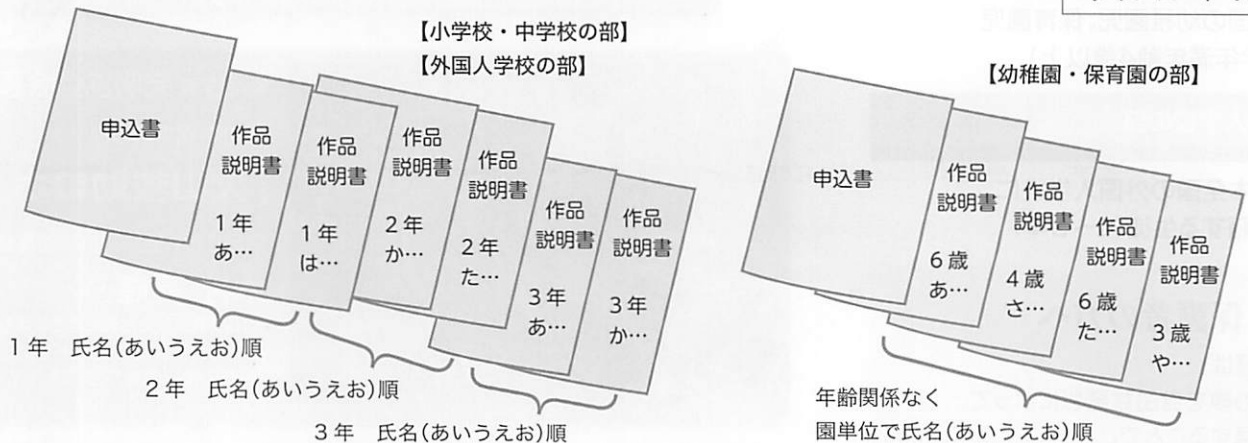 【小学校・中学校の部】
【外国人学校の部】
申込書
作品
説明書
1年
あ…
作品
説明書
1年
は…
作品
説明書
2年
か…
作品
説明書
2年
た…
作品
説明書
3年
あ…
作品
説明書
3年
か…
1年 氏名(あいうえお)順
2年 氏名(あいうえお)順
3年 氏名(あいうえお)順
【幼稚園・保育園の部】
申込書
作品
説明書
6歳
あ…
作品
説明書
4歳
さ…
作品
説明書
6歳
た…
作品
説明書
3歳
や…
年齢関係なく
園単位で氏名(あいうえお)順